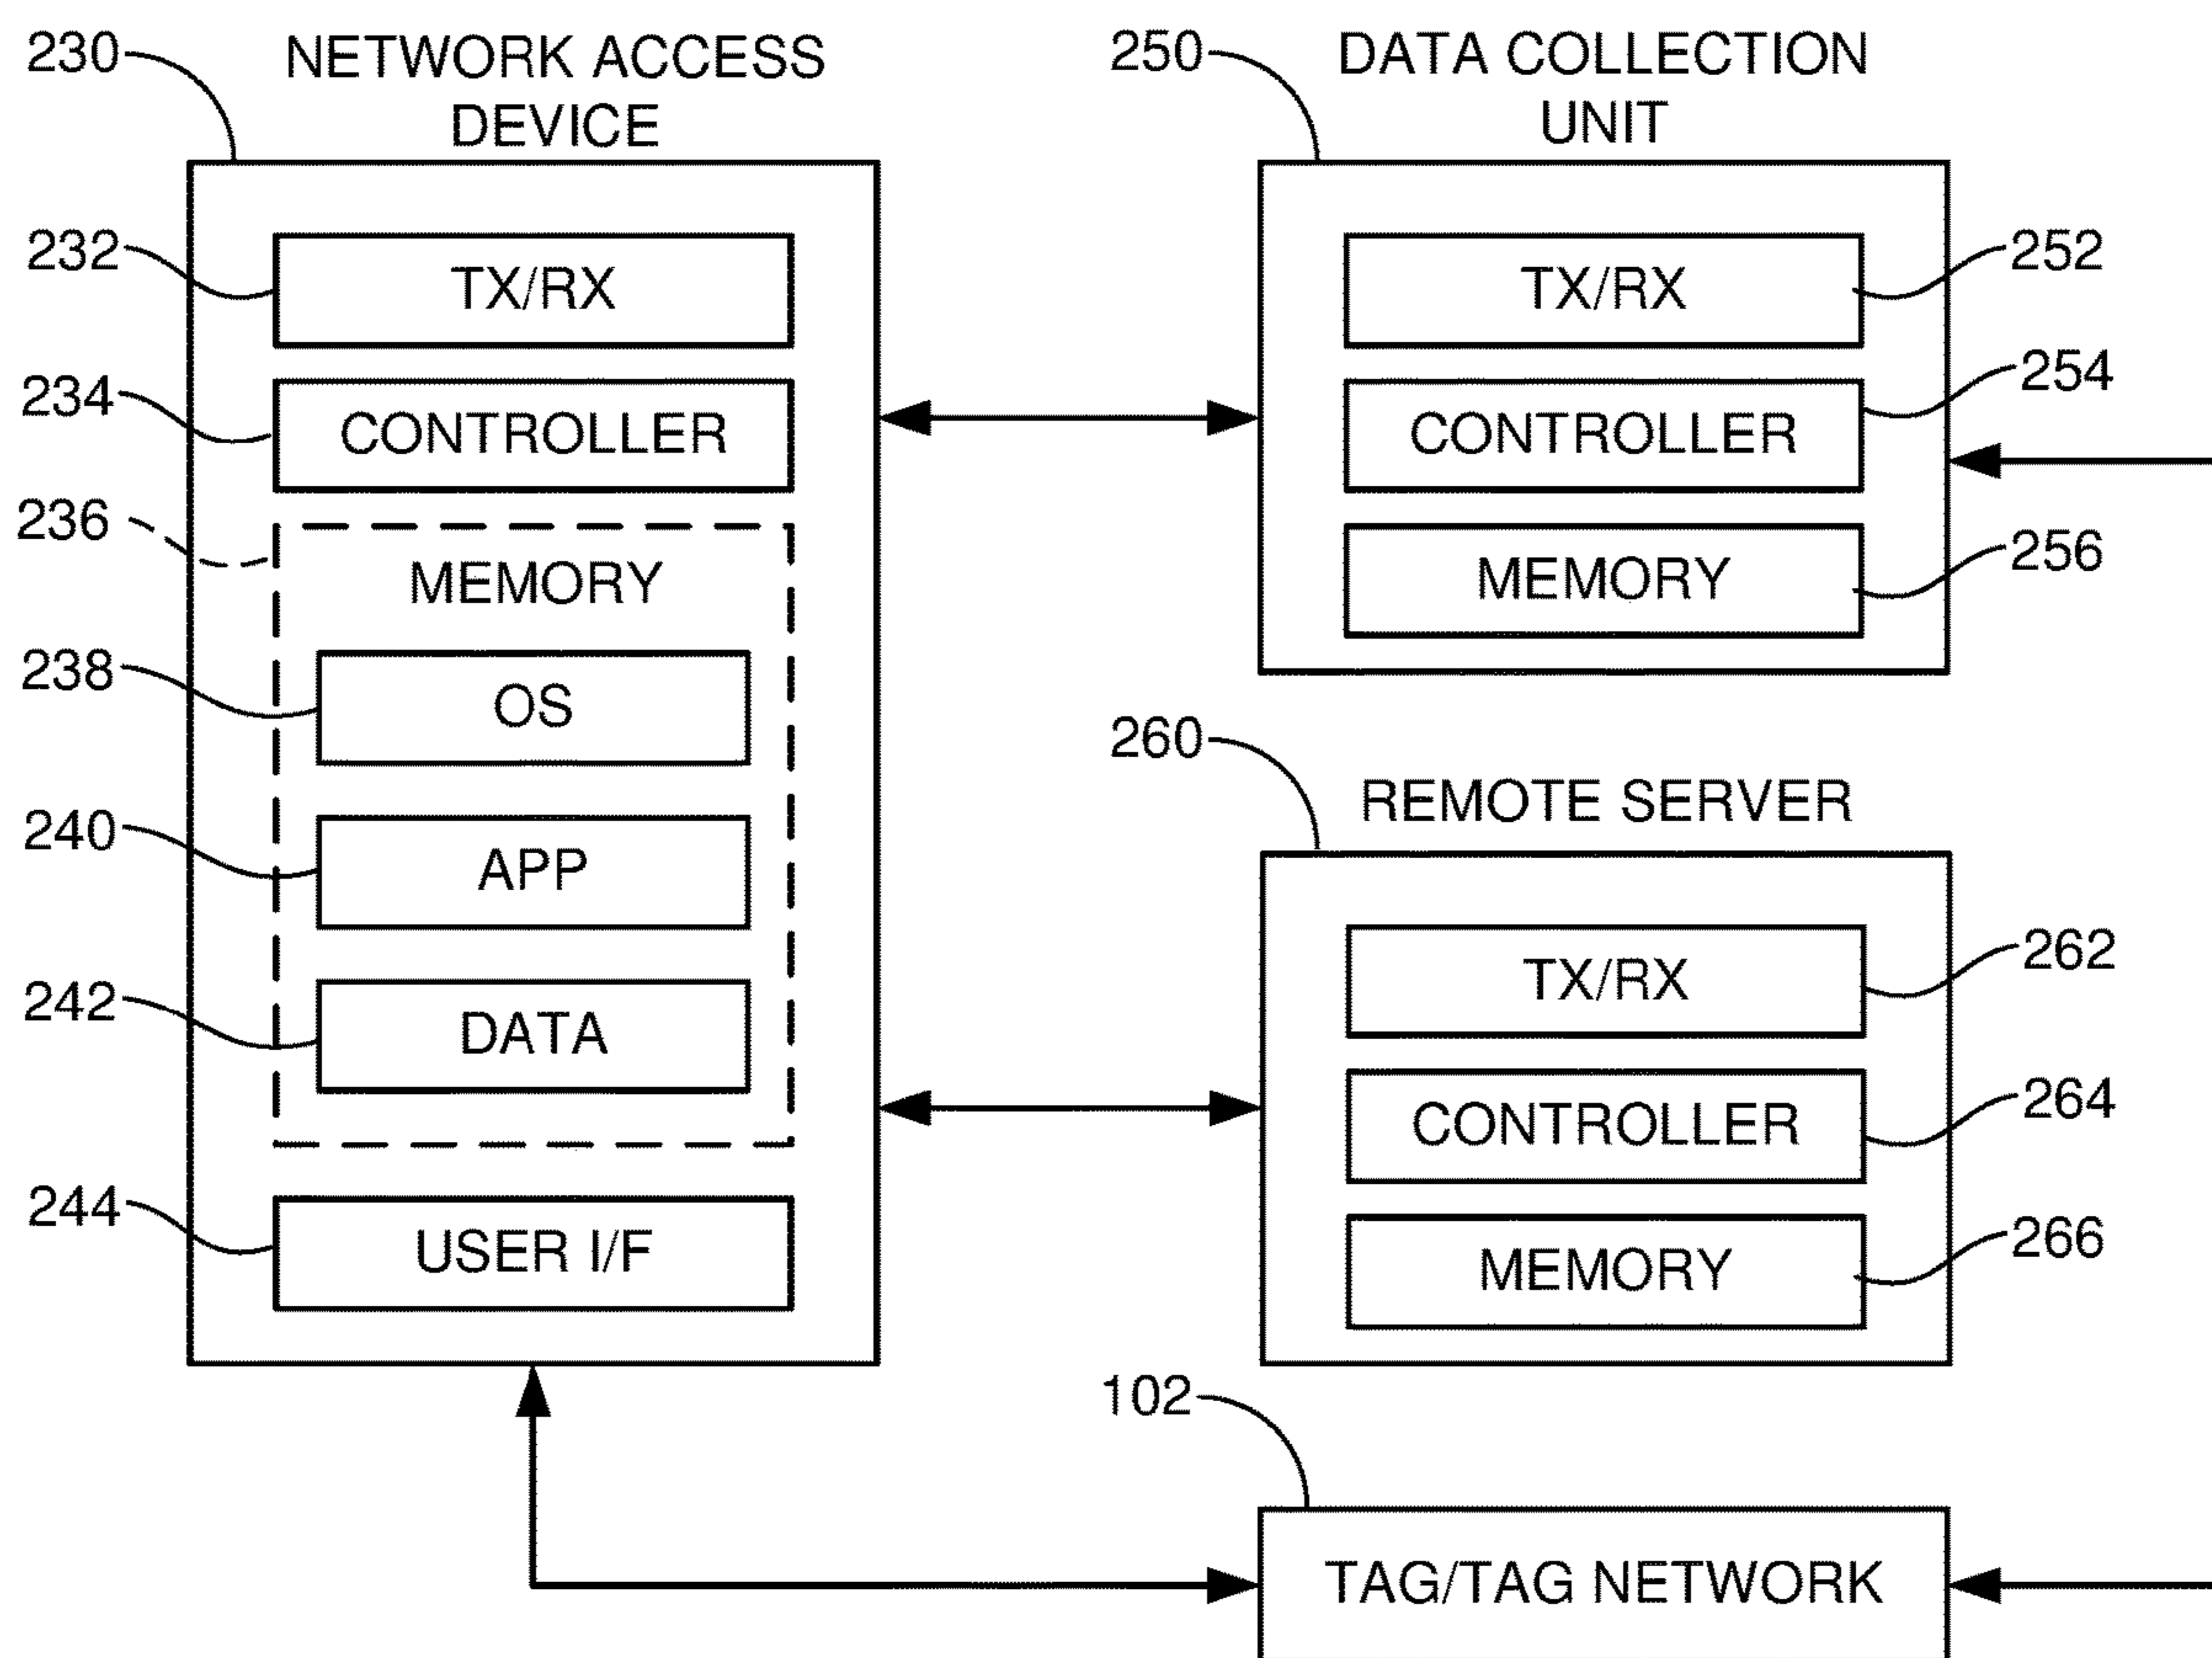 230
NETWORK ACCESS
DEVICE
232
TX/RX
234
CONTROLLER
236
MEMORY
238
OS
240
APP
242
DATA
244
USER I/F
250
DATA COLLECTION
UNIT
TX/RX
252
CONTROLLER
254
MEMORY
256
260
REMOTE SERVER
TX/RX
262
CONTROLLER
264
MEMORY
266
102
TAG/TAG NETWORK